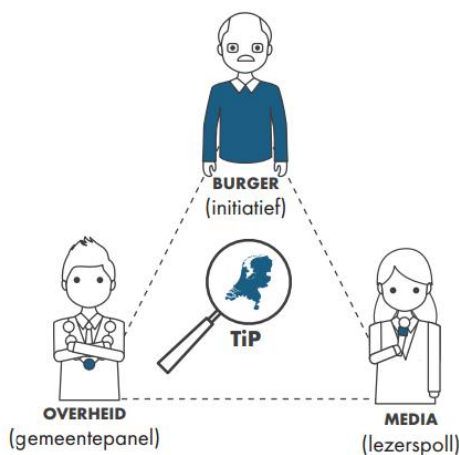 BURGER
(initiatief)
TiP
OVERHEID
(gemeentepanel)
MEDIA
(lezerspoll)